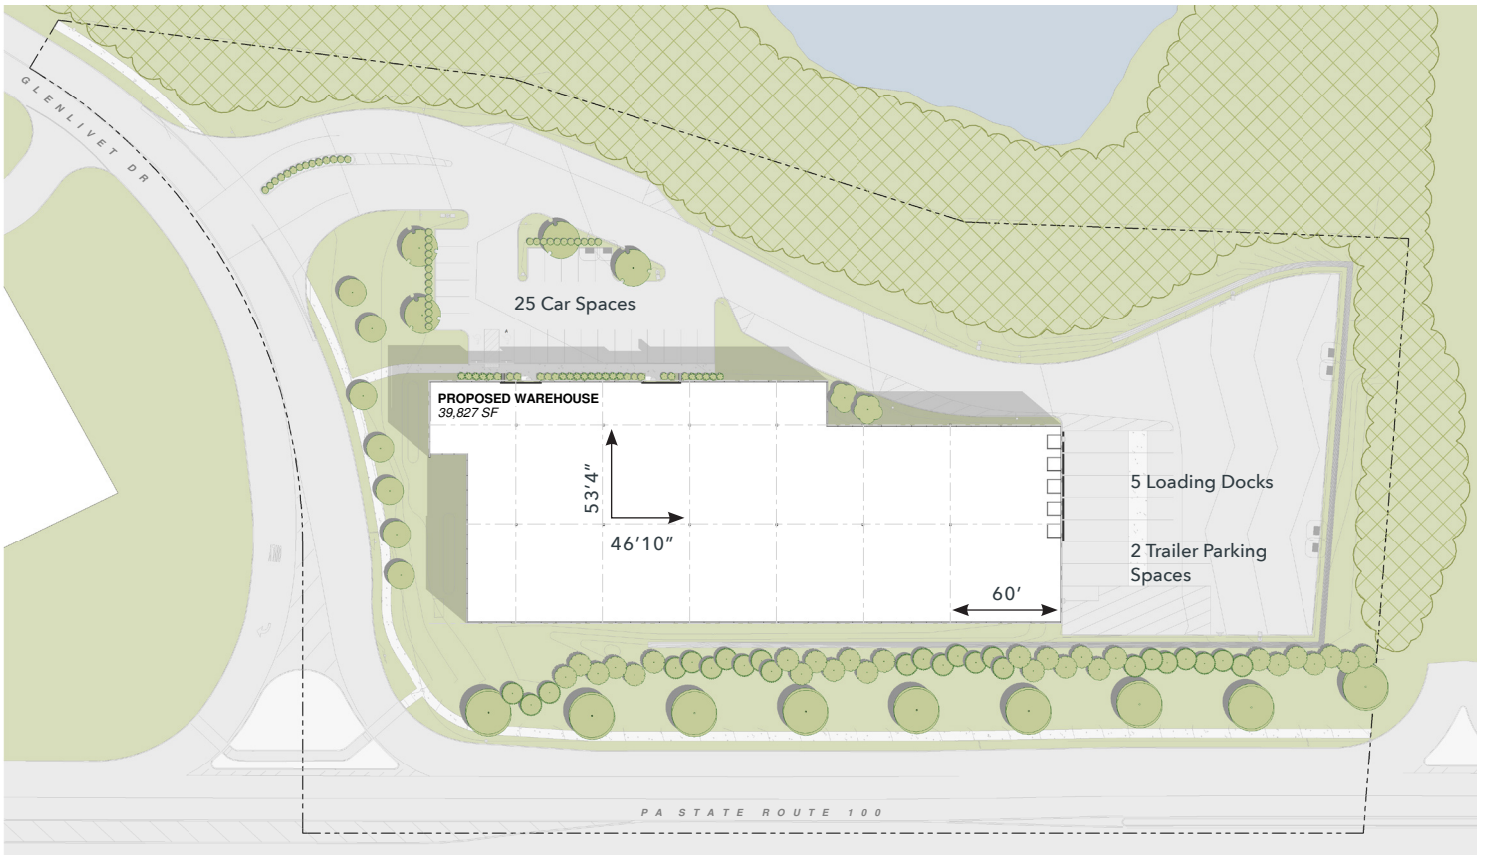 GLENLIVET DR
25 Car Spaces
PROPOSED WAREHOUSE
39,827 SF
53'4"
46'10"
5 Loading Docks
2 Trailer Parking
Spaces
60'
PA STATE ROUTE 100